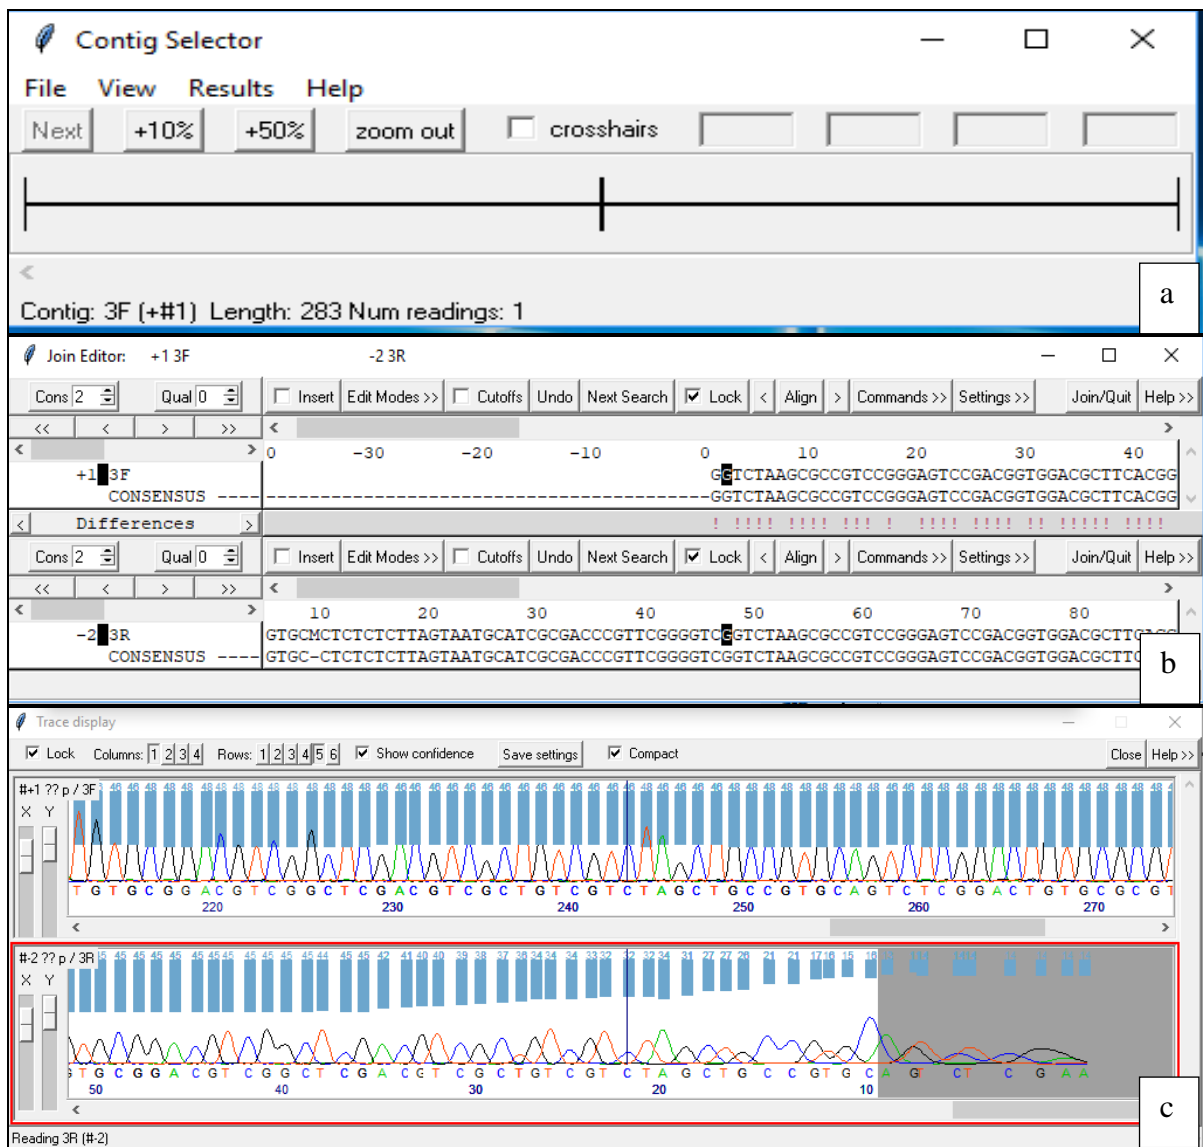 Contig Selector
File View Results Help
Next +10% +50% zoom out crosshairs
Contig: 3F (+#1) Length: 283 Num readings: 1
a
Join Editor: +1 3F -2 3R
Cons 2 Qual 0 Insert Edit Modes >> Cutoffs Undo Next Search Lock < Align > Commands >> Settings >> Join/Quit Help >>
<< < > >>
0 -30 -20 -10 0 10 20 30 40
+1 3F GGTCTAAGCGCCGTCCGGGAGTCCGACGGTGGACGCTTCACGG
CONSENSUS -----------------------------------------GGTCTAAGCGCCGTCCGGGAGTCCGACGGTGGACGCTTCACGG
< Differences > ! !!!! !!!! !!! ! !!!! !!!! !! !!!!! !!!!
Cons 2 Qual 0 Insert Edit Modes >> Cutoffs Undo Next Search Lock < Align > Commands >> Settings >> Join/Quit Help >>
<< < > >>
10 20 30 40 50 60 70 80
-2 3R GTGCMCTCTCTCTTAGTAATGCATCGCGACCCGTTCGGGGTCGGTCTAAGCGCCGTCCGGGAGTCCGACGGTGGACGCTTG
CONSENSUS ---- GTGC-CTCTCTCTTAGTAATGCATCGCGACCCGTTCGGGGTCGGTCTAAGCGCCGTCCGGGAGTCCGACGGTGGACGCTTC
b
Trace display
Lock Columns: 1 2 3 4 Rows: 1 2 3 4 5 6 Show confidence Save settings Compact Close Help >>
#+1 ?? p / 3F
X Y
T G T G C G G A C G T C G G C T C G A C G T C G C T G T C G T C T A G C T G C C G T G C A G T C T C G G A C T G T G C G C G T
220 230 240 250 260 270
#-2 ?? p / 3R
X Y
T G C G G A C G T C G G C T C G A C G T C G C T G T C G T C T A G C T G C C G T G C A G T C T C G A A
50 40 30 20 10
c
Reading 3R (#-2)